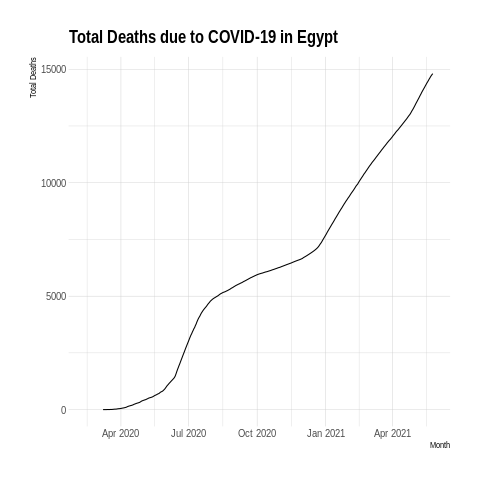 Total Deaths due to COVID-19 in Egypt
Total Deaths
15000
10000
5000
0
Apr 2020 Jul 2020 Oct 2020 Jan 2021 Apr 2021
Month